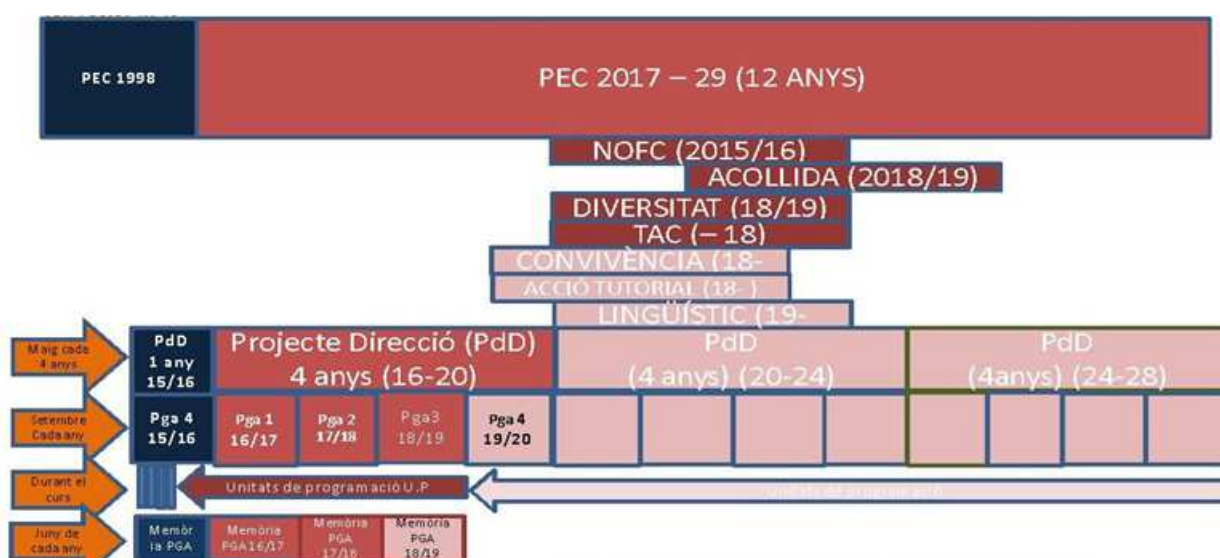 PEC 1998
PEC 2017 – 29 (12 ANYS)
NOFC (2015/16)
ACOLLIDA (2018/19)
DIVERSITAT (18/19)
TAC (– 18)
CONVIVÈNCIA (18-
ACCIÓ TUTORIAL (18- )
LINGÜÍSTIC (19-
Maig cada
4 anys
PdD
1 any
15/16
Projecte Direcció (PdD)
4 anys (16-20)
PdD
(4 anys) (20-24)
PdD
(4anys) (24-28)
Setembre
Cada any
Pga 4
15/16
Pga 1
16/17
Pga 2
17/18
Pga3
18/19
Pga 4
19/20
Durant el
curs
Unitats de programació U.P
Unitats de programació
Juny de
cada any
Memòr
ia PGA
Memòria
PGA 16/17
Memòria
PGA
17/18
Memòria
PGA
18/19